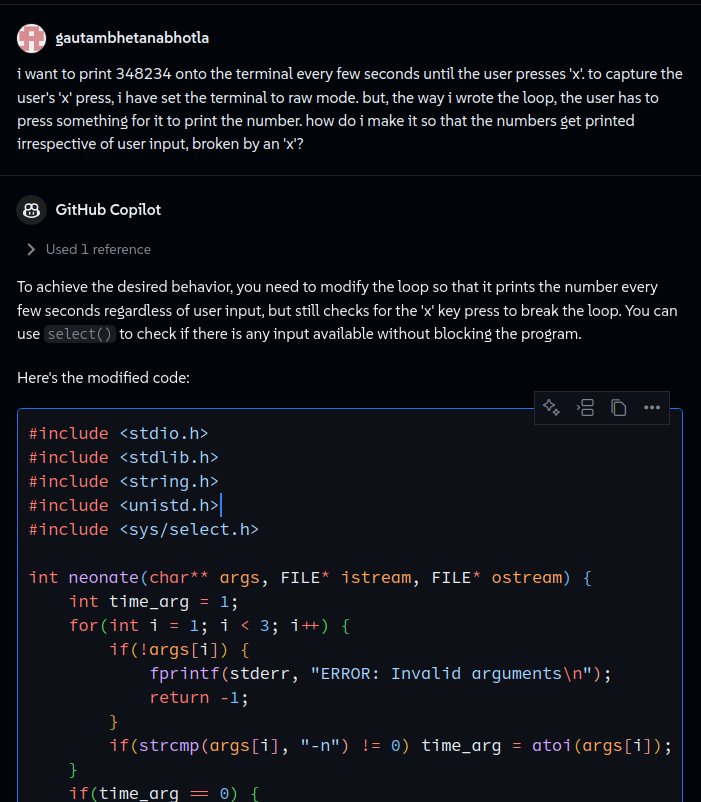 gautambhetanabhotla
i want to print 348234 onto the terminal every few seconds until the user presses 'x'. to capture the
user's 'x' press, i have set the terminal to raw mode. but, the way i wrote the loop, the user has to
press something for it to print the number. how do i make it so that the numbers get printed
irrespective of user input, broken by an 'x'?
GitHub Copilot
Used 1 reference
To achieve the desired behavior, you need to modify the loop so that it prints the number every
few seconds regardless of user input, but still checks for the 'x' key press to break the loop. You can
use select() to check if there is any input available without blocking the program.
Here's the modified code:
#include <stdio.h>
#include <stdlib.h>
#include <string.h>
#include <unistd.h>
#include <sys/select.h>
int neonate(char** args, FILE* istream, FILE* ostream) {
    int time_arg = 1;
    for(int i = 1; i < 3; i++) {
        if(!args[i]) {
            fprintf(stderr, "ERROR: Invalid arguments\n");
            return -1;
        }
        if(strcmp(args[i], "-n") != 0) time_arg = atoi(args[i]);
    }
    if(time_arg == 0) {